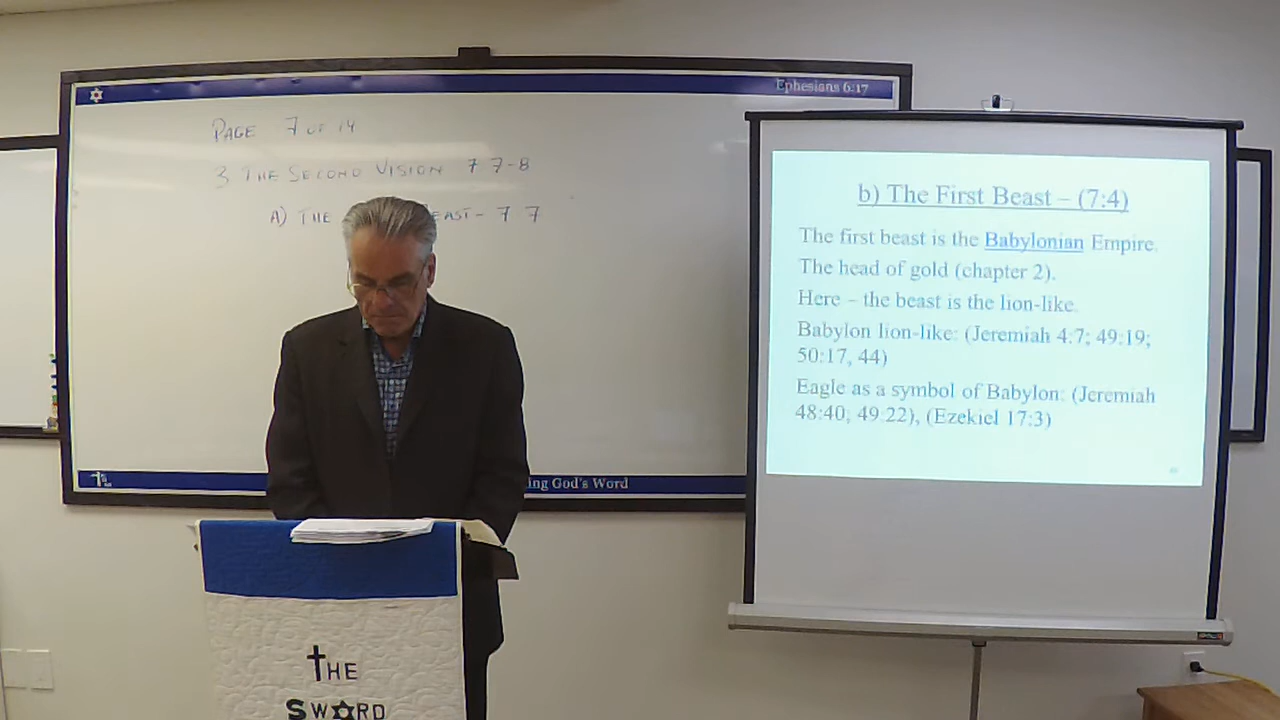 Ephesians 6:17
PAGE 7 OF 14
3 THE SECOND VISION 7 7-8
A) THE EAST- 7 7
ing God's Word
b) The First Beast – (7:4)
The first beast is the Babylonian Empire.
The head of gold (chapter 2).
Here – the beast is the lion-like.
Babylon lion-like: (Jeremiah 4:7; 49:19;
50:17, 44)
Eagle as a symbol of Babylon: (Jeremiah
48:40; 49:22), (Ezekiel 17:3)
THE
SWORD